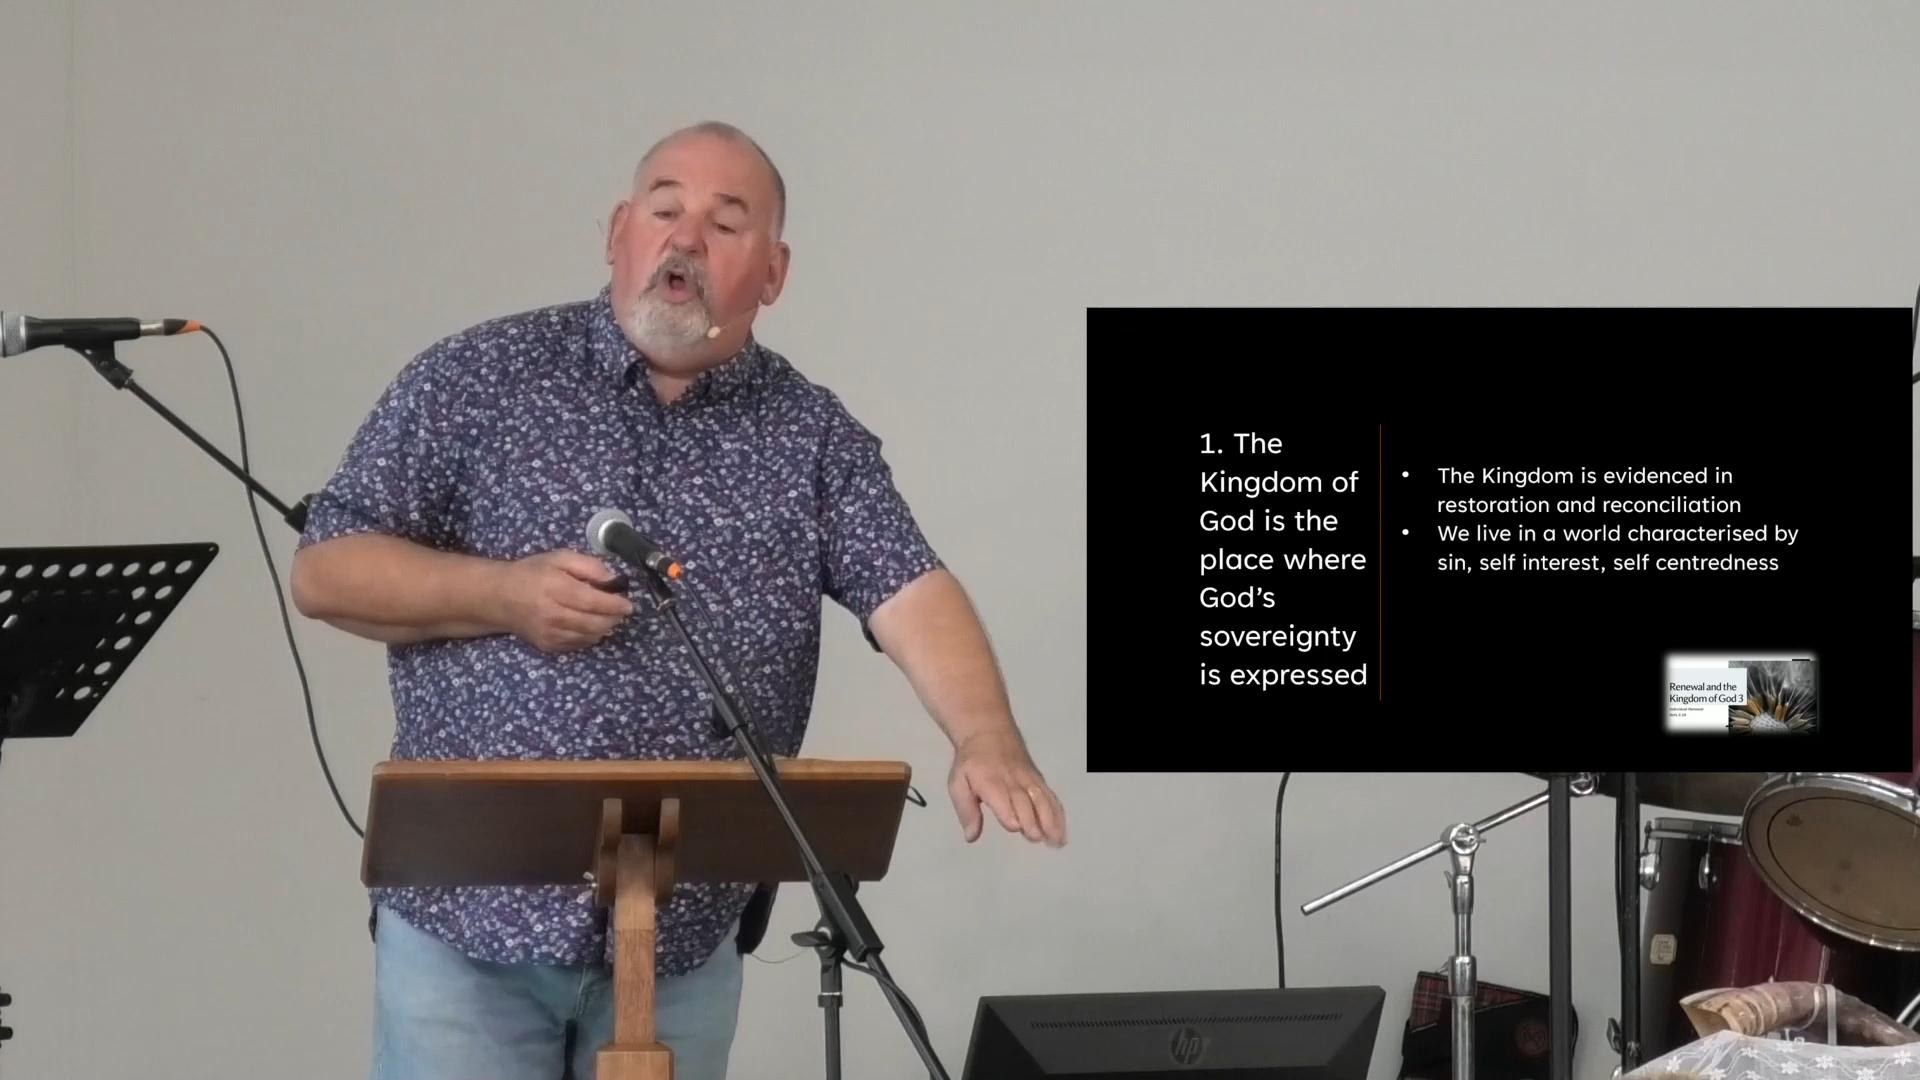 1. The
Kingdom of
God is the
place where
God's
sovereignty
is expressed
• The Kingdom is evidenced in
restoration and reconciliation
• We live in a world characterised by
sin, self interest, self centredness
Renewal and the
Kingdom of God 3
Individual Renewal
hp